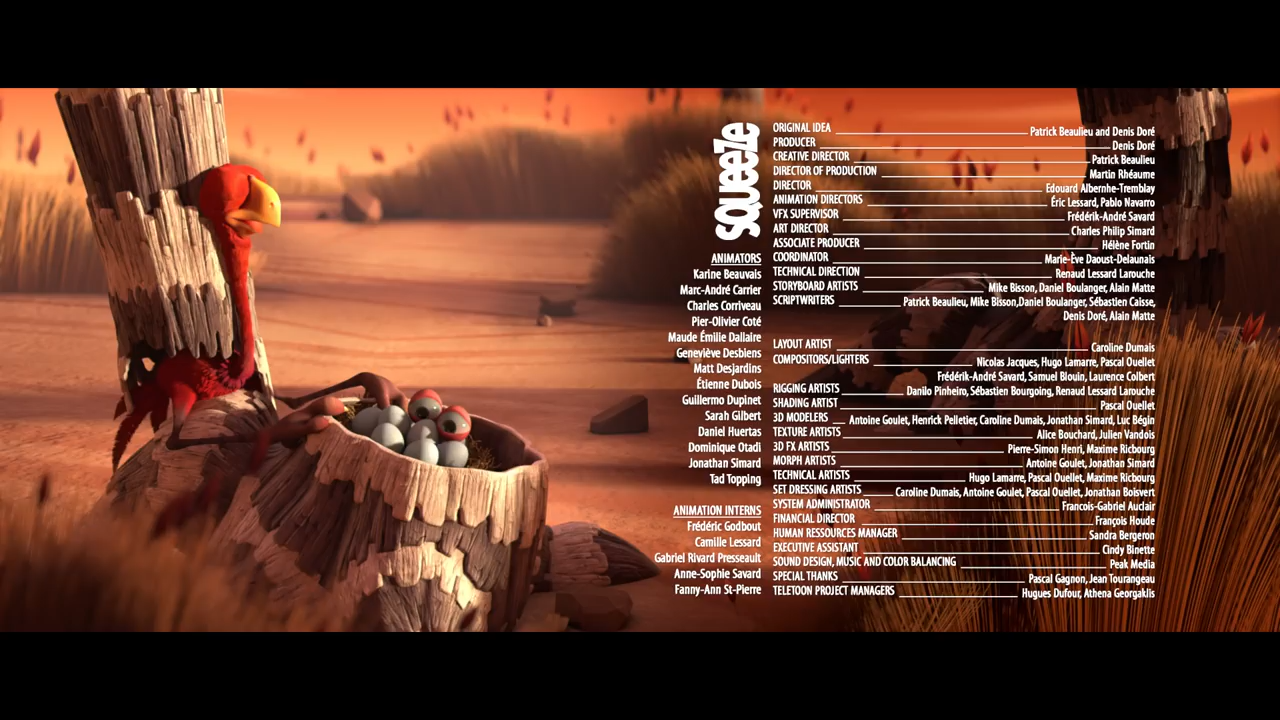 squeeze
ANIMATORS
Karine Beauvais
Marc-André Carrier
Charles Corriveau
Pier-Olivier Coté
Maude Émilie Dallaire
Geneviève Desbiens
Matt Desjardins
Étienne Dubois
Guillermo Dupinet
Sarah Gilbert
Daniel Huertas
Dominique Otadi
Jonathan Simard
Tad Topping
ANIMATION INTERNS
Frédéric Godbout
Camille Lessard
Gabriel Rivard Presseault
Anne-Sophie Savard
Fanny-Ann St-Pierre
ORIGINAL IDEA Patrick Beaulieu and Denis Doré
PRODUCER Denis Doré
CREATIVE DIRECTOR Patrick Beaulieu
DIRECTOR OF PRODUCTION Martin Rhéaume
DIRECTOR Edouard Albernhe-Tremblay
ANIMATION DIRECTORS Éric Lessard, Pablo Navarro
VFX SUPERVISOR Frédérik-André Savard
ART DIRECTOR Charles Philip Simard
ASSOCIATE PRODUCER Hélène Fortin
COORDINATOR Marie-Ève Daoust-Delaunais
TECHNICAL DIRECTION Renaud Lessard Larouche
STORYBOARD ARTISTS Mike Bisson, Daniel Boulanger, Alain Matte
SCRIPTWRITERS Patrick Beaulieu, Mike Bisson,Daniel Boulanger, Sébastien Caisse,
Denis Doré, Alain Matte
LAYOUT ARTIST Caroline Dumais
COMPOSITORS/LIGHTERS Nicolas Jacques, Hugo Lamarre, Pascal Ouellet
Frédérik-André Savard, Samuel Blouin, Laurence Colbert
RIGGING ARTISTS Danilo Pinheiro, Sébastien Bourgoing, Renaud Lessard Larouche
SHADING ARTIST Pascal Ouellet
3D MODELERS Antoine Goulet, Henrick Pelletier, Caroline Dumais, Jonathan Simard, Luc Bégin
TEXTURE ARTISTS Alice Bouchard, Julien Vandois
3D FX ARTISTS Pierre-Simon Henri, Maxime Ricbourg
MORPH ARTISTS Antoine Goulet, Jonathan Simard
TECHNICAL ARTISTS Hugo Lamarre, Pascal Ouellet, Maxime Ricbourg
SET DRESSING ARTISTS Caroline Dumais, Antoine Goulet, Pascal Ouellet, Jonathan Boisvert
SYSTEM ADMINISTRATOR Francois-Gabriel Auclair
FINANCIAL DIRECTOR François Houde
HUMAN RESSOURCES MANAGER Sandra Bergeron
EXECUTIVE ASSISTANT Cindy Binette
SOUND DESIGN, MUSIC AND COLOR BALANCING Peak Media
SPECIAL THANKS Pascal Gagnon, Jean Tourangeau
TELETOON PROJECT MANAGERS Hugues Dufour, Athena Georgaklis